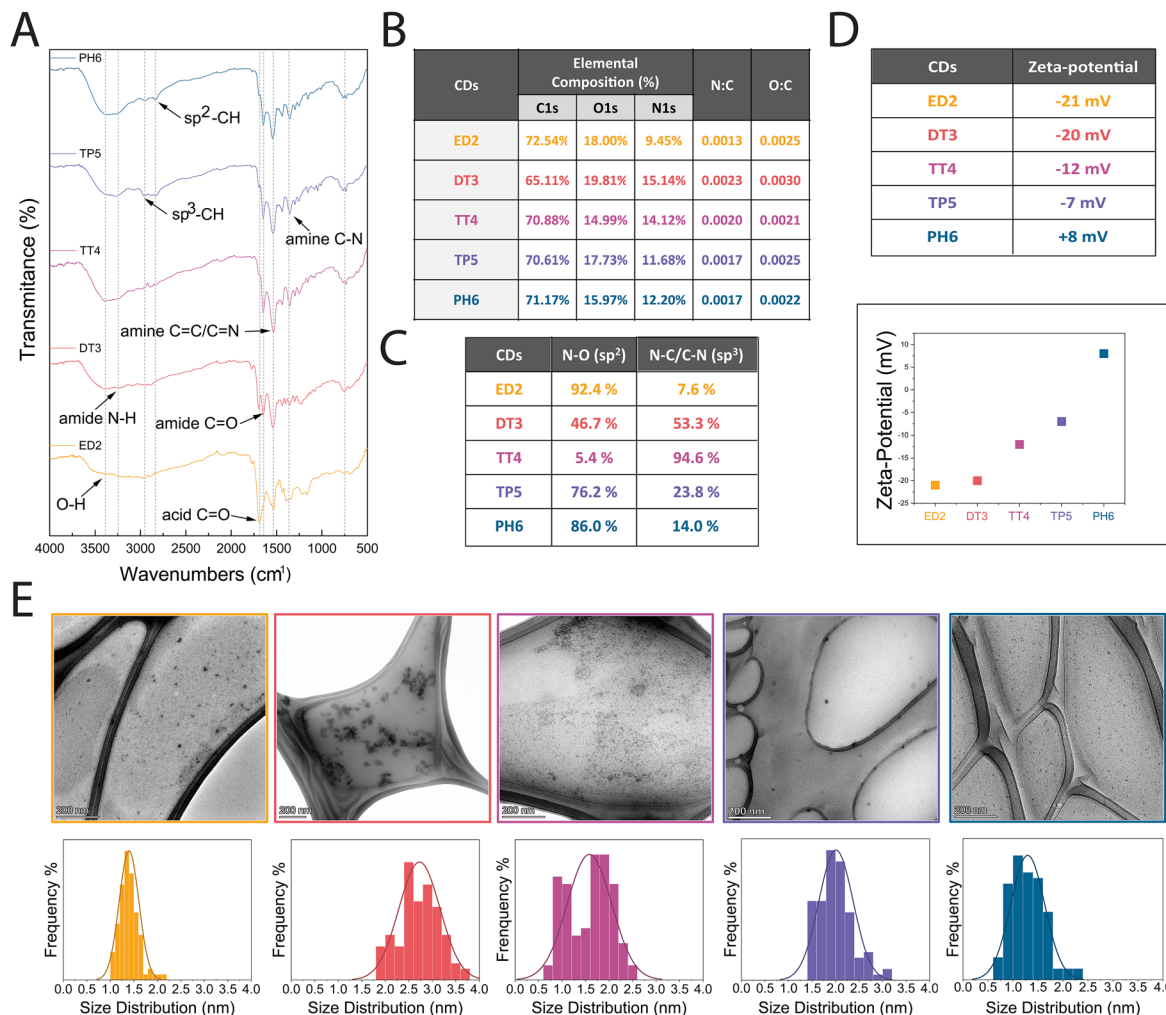 A
PH6
sp2-CH
TP5
sp3-CH
amine C-N
TT4
amine C=C/C=N
DT3
amide N-H
amide C=O
ED2
O-H
acid C=O
Transmitance (%)
4000 3500 3000 2500 2000 1500 1000 500
Wavenumbers (cm-1)
B
CDs Elemental Composition (%) N:C O:C
C1s O1s N1s
ED2 72.54% 18.00% 9.45% 0.0013 0.0025
DT3 65.11% 19.81% 15.14% 0.0023 0.0030
TT4 70.88% 14.99% 14.12% 0.0020 0.0021
TP5 70.61% 17.73% 11.68% 0.0017 0.0025
PH6 71.17% 15.97% 12.20% 0.0017 0.0022
C
CDs N-O (sp2) N-C/C-N (sp3)
ED2 92.4 % 7.6 %
DT3 46.7 % 53.3 %
TT4 5.4 % 94.6 %
TP5 76.2 % 23.8 %
PH6 86.0 % 14.0 %
D
CDs Zeta-potential
ED2 -21 mV
DT3 -20 mV
TT4 -12 mV
TP5 -7 mV
PH6 +8 mV
Zeta-Potential (mV)
10
5
0
-5
-10
-15
-20
-25
ED2 DT3 TT4 TP5 PH6
E
200 nm
200 nm
200 nm
200 nm
200 nm
Frequency %
0.0 0.5 1.0 1.5 2.0 2.5 3.0 3.5 4.0
Size Distribution (nm)
Frequency %
0.0 0.5 1.0 1.5 2.0 2.5 3.0 3.5 4.0
Size Distribution (nm)
Frenquency %
0.0 0.5 1.0 1.5 2.0 2.5 3.0 3.5 4.0
Size Distribution (nm)
Frequency %
0.0 0.5 1.0 1.5 2.0 2.5 3.0 3.5 4.0
Size Distribution (nm)
Frequency %
0.0 0.5 1.0 1.5 2.0 2.5 3.0 3.5 4.0
Size Distribution (nm)